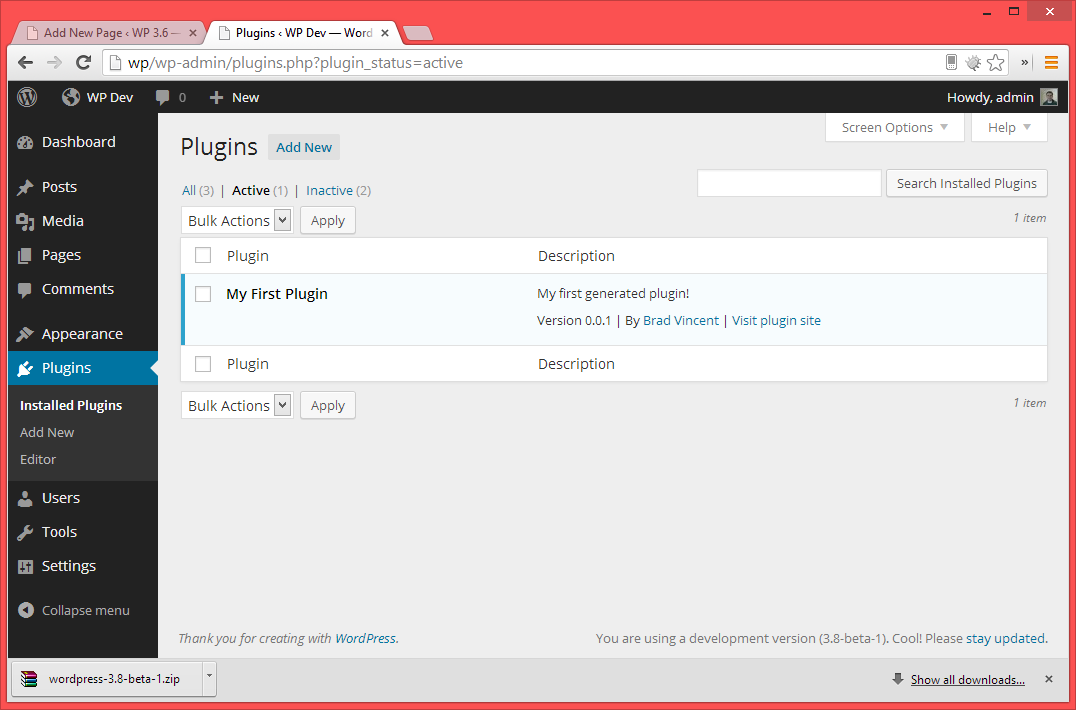 Add New Page ‹ WP 3.6 —
Plugins ‹ WP Dev — Word
wp/wp-admin/plugins.php?plugin_status=active
WP Dev 0 New Howdy, admin
Screen Options Help
Dashboard
Posts
Media
Pages
Comments
Appearance
Plugins
Installed Plugins
Add New
Editor
Users
Tools
Settings
Collapse menu
Plugins Add New
All (3) | Active (1) | Inactive (2)
Search Installed Plugins
Bulk Actions Apply
1 item
Plugin Description
My First Plugin My first generated plugin!
Version 0.0.1 | By Brad Vincent | Visit plugin site
Plugin Description
Bulk Actions Apply
1 item
Thank you for creating with WordPress.
You are using a development version (3.8-beta-1). Cool! Please stay updated.
wordpress-3.8-beta-1.zip
Show all downloads...